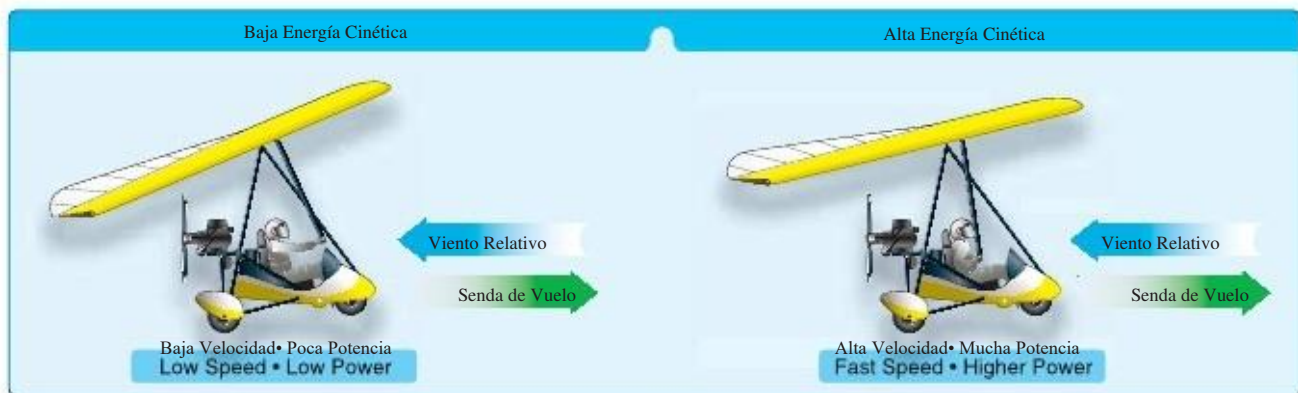 Baja Energía Cinética
Alta Energía Cinética
Viento Relativo
Senda de Vuelo
Viento Relativo
Senda de Vuelo
Baja Velocidad• Poca Potencia
Low Speed • Low Power
Alta Velocidad• Mucha Potencia
Fast Speed • Higher Power